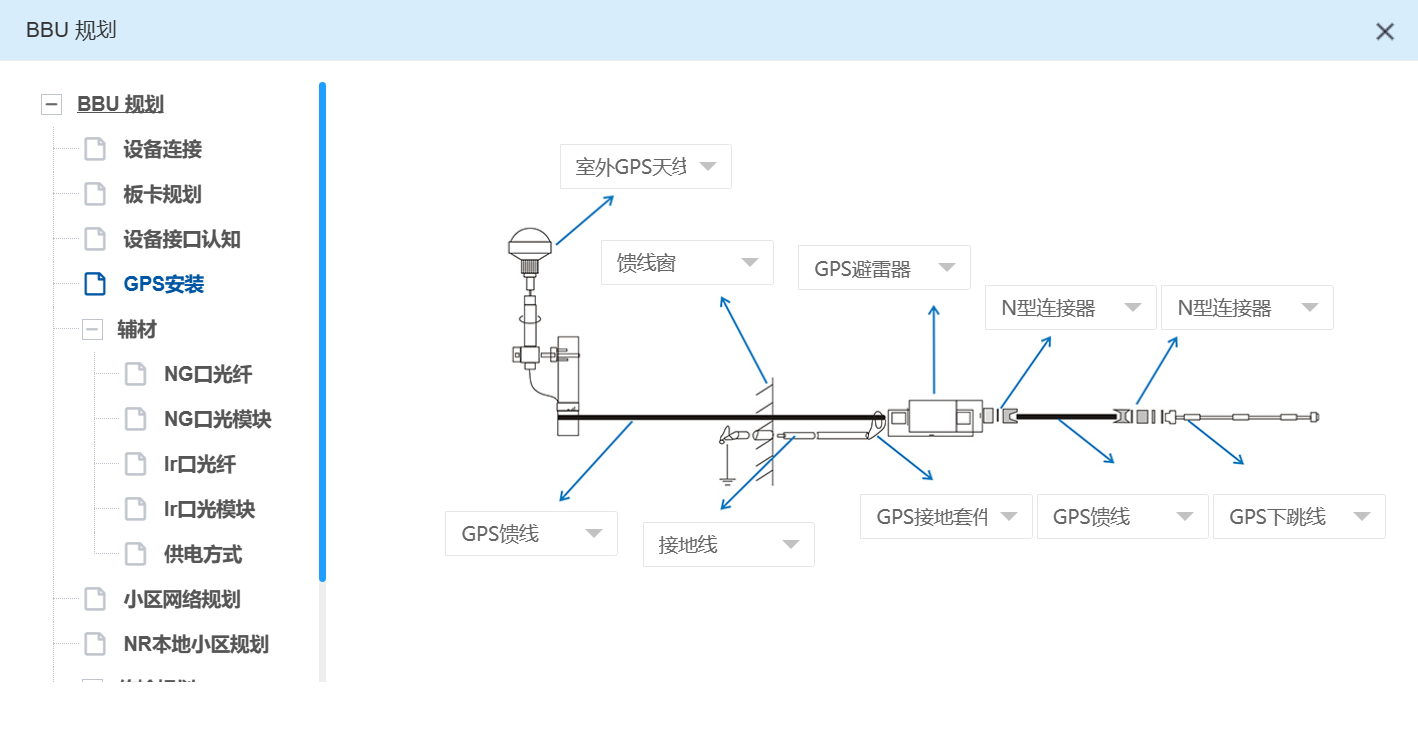 BBU 规划
BBU 规划
设备连接
板卡规划
设备接口认知
GPS安装
辅材
NG口光纤
NG口光模块
Ir口光纤
Ir口光模块
供电方式
小区网络规划
NR本地小区规划
室外GPS天线
馈线窗
GPS避雷器
N型连接器
N型连接器
GPS馈线
接地线
GPS接地套件
GPS馈线
GPS下跳线